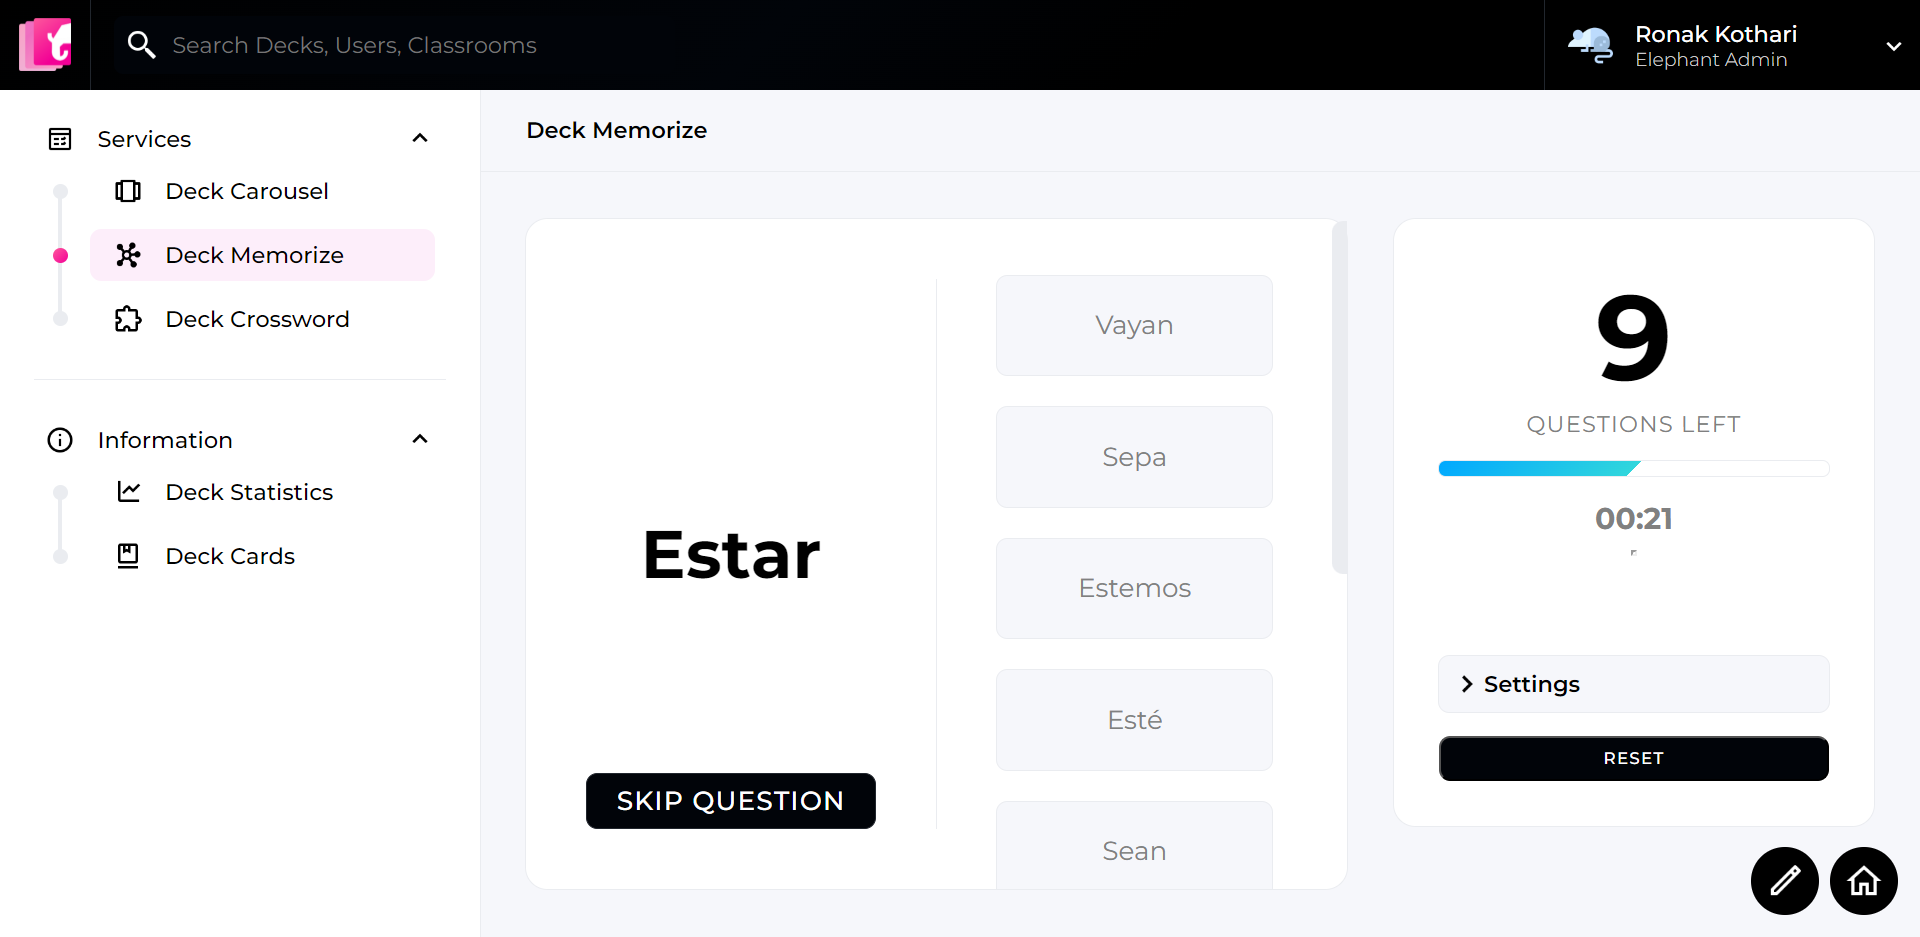 Search Decks, Users, Classrooms
Ronak Kothari
Elephant Admin
Services
Deck Carousel
Deck Memorize
Deck Crossword
Information
Deck Statistics
Deck Cards
Deck Memorize
Estar
SKIP QUESTION
Vayan
Sepa
Estemos
Esté
Sean
9
QUESTIONS LEFT
00:21
Settings
RESET